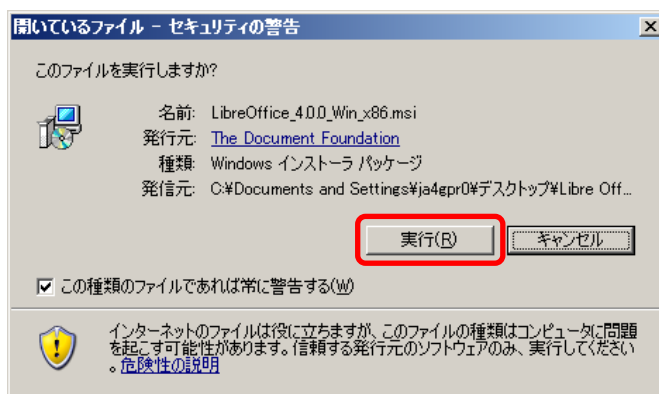 開いているファイル - セキュリティの警告
このファイルを実行しますか?
名前: LibreOffice_4.0.0_Win_x86.msi
発行元: The Document Foundation
種類: Windows インストーラ パッケージ
発信元: C:¥Documents and Settings¥ja4gpr0¥デスクトップ¥Libre Off...
実行(R) キャンセル
この種類のファイルであれば常に警告する(W)
インターネットのファイルは役に立ちますが、このファイルの種類はコンピュータに問題
を起こす可能性があります。信頼する発行元のソフトウェアのみ、実行してください
。危険性の説明